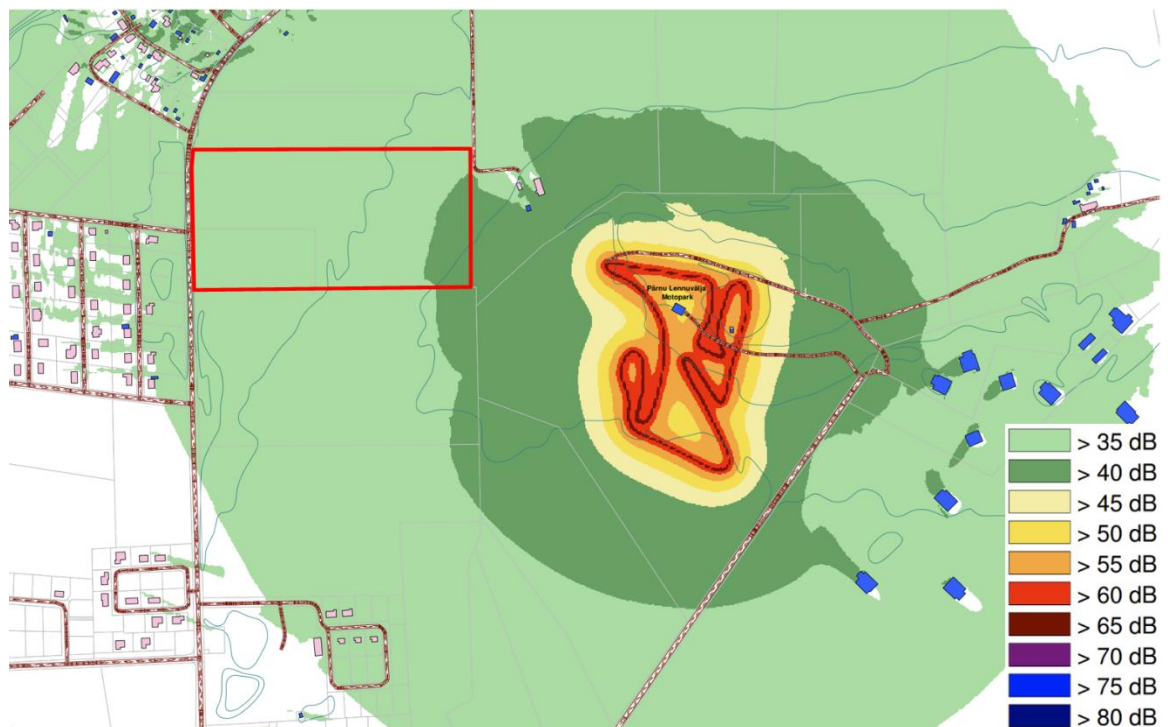 Pärnu Lennuvälja
Motopark
> 35 dB
> 40 dB
> 45 dB
> 50 dB
> 55 dB
> 60 dB
> 65 dB
> 70 dB
> 75 dB
> 80 dB